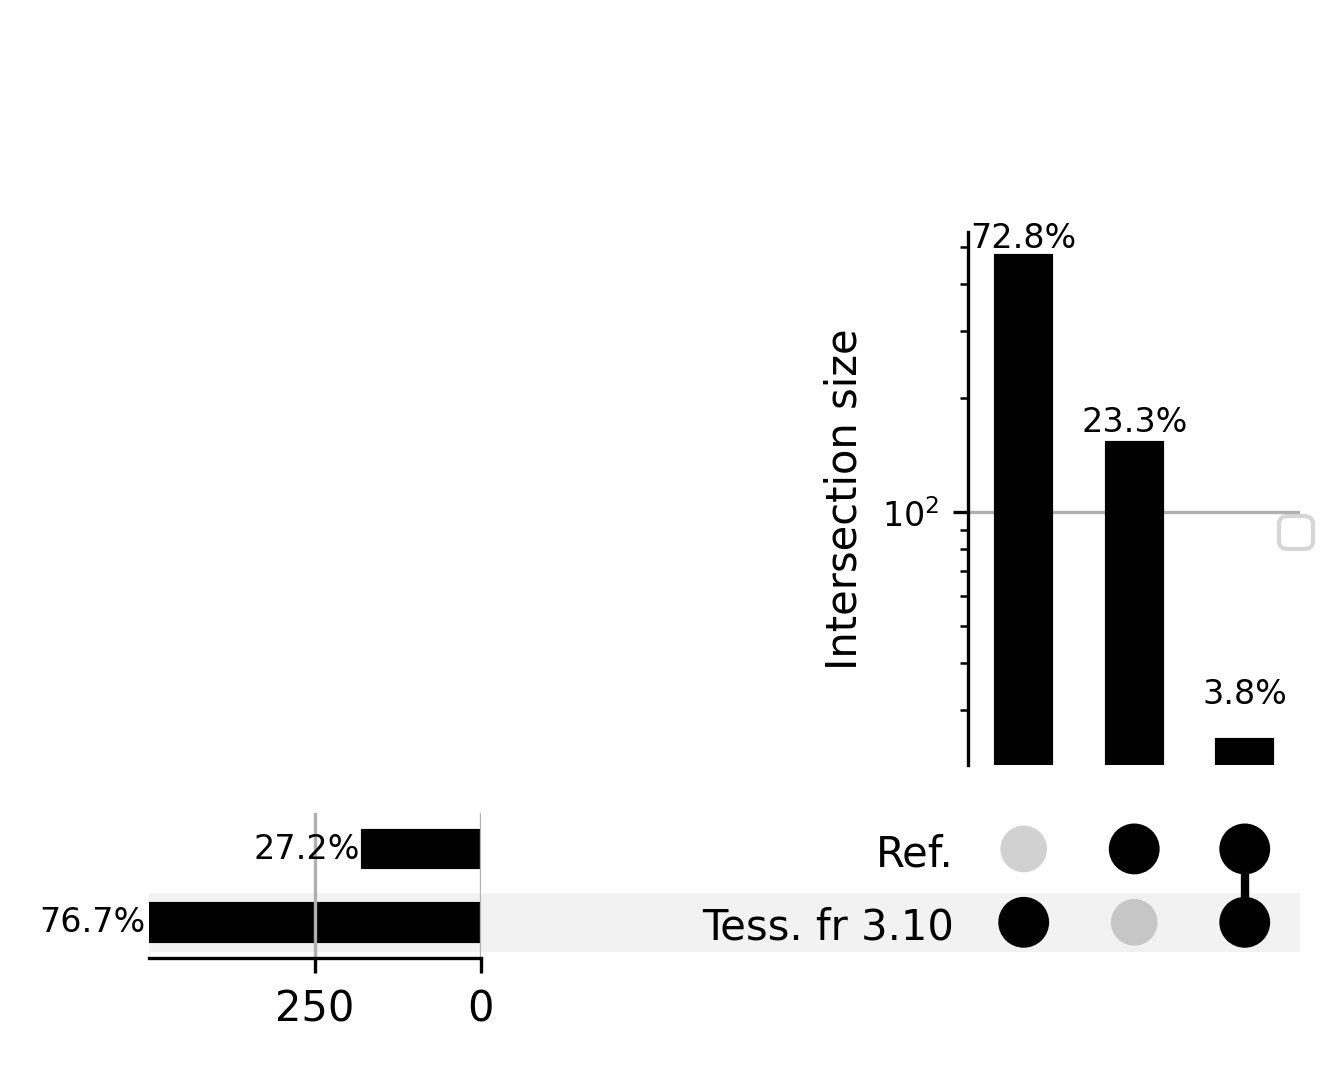 72.8%
23.3%
Intersection size
10²
3.8%
27.2%
Ref.
76.7%
Tess. fr 3.10
250
0